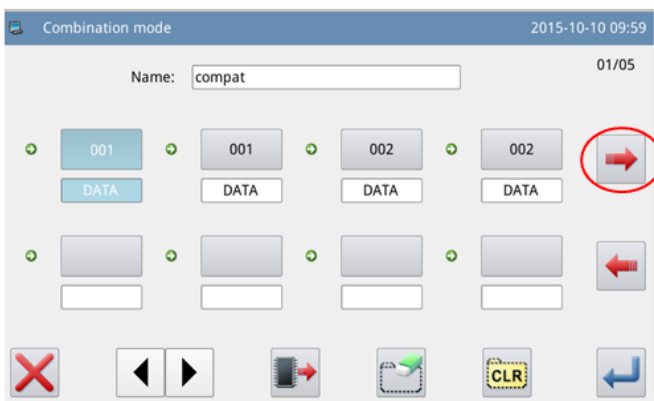 Combination mode 2015-10-10 09:59
01/05
Name: compat
001 001 002 002
DATA DATA DATA DATA
CLR